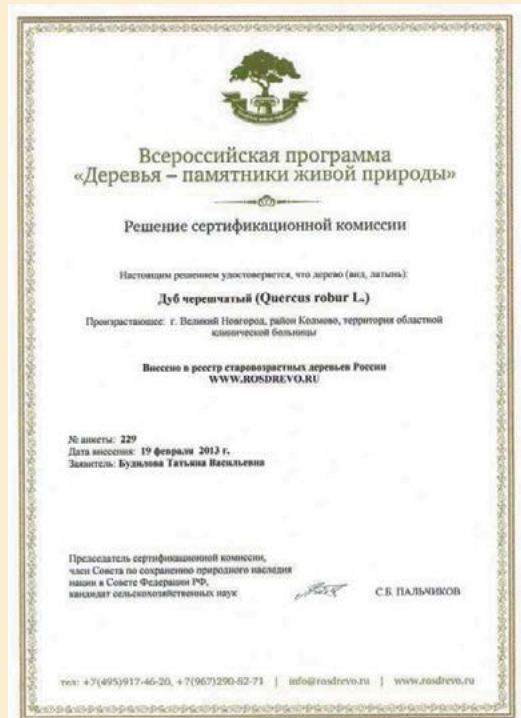 Всероссийская программа
«Деревья – памятники живой природы»
Решение сертификационной комиссии
Настоящим решением удостоверяется, что дерево (вид, латынь):
Дуб черешчатый (Quercus robur L.)
Произрастающее: г. Великий Новгород, район Колмово, территория областной
клинической больницы
Внесено в реестр старовозрастных деревьев России
WWW.ROSDREVO.RU
№ анкеты: 229
Дата внесения: 19 февраля 2013 г.
Заявитель: Будилова Татьяна Васильевна
Председатель сертификационной комиссии,
член Совета по сохранению природного наследия
нации в Совете Федерации РФ,
кандидат сельскохозяйственных наук
С.Б. ПАЛЬЧИКОВ
тел: +7(495)917-46-20, +7(967)290-82-71 | info@rosdrevo.ru | www.rosdrevo.ru